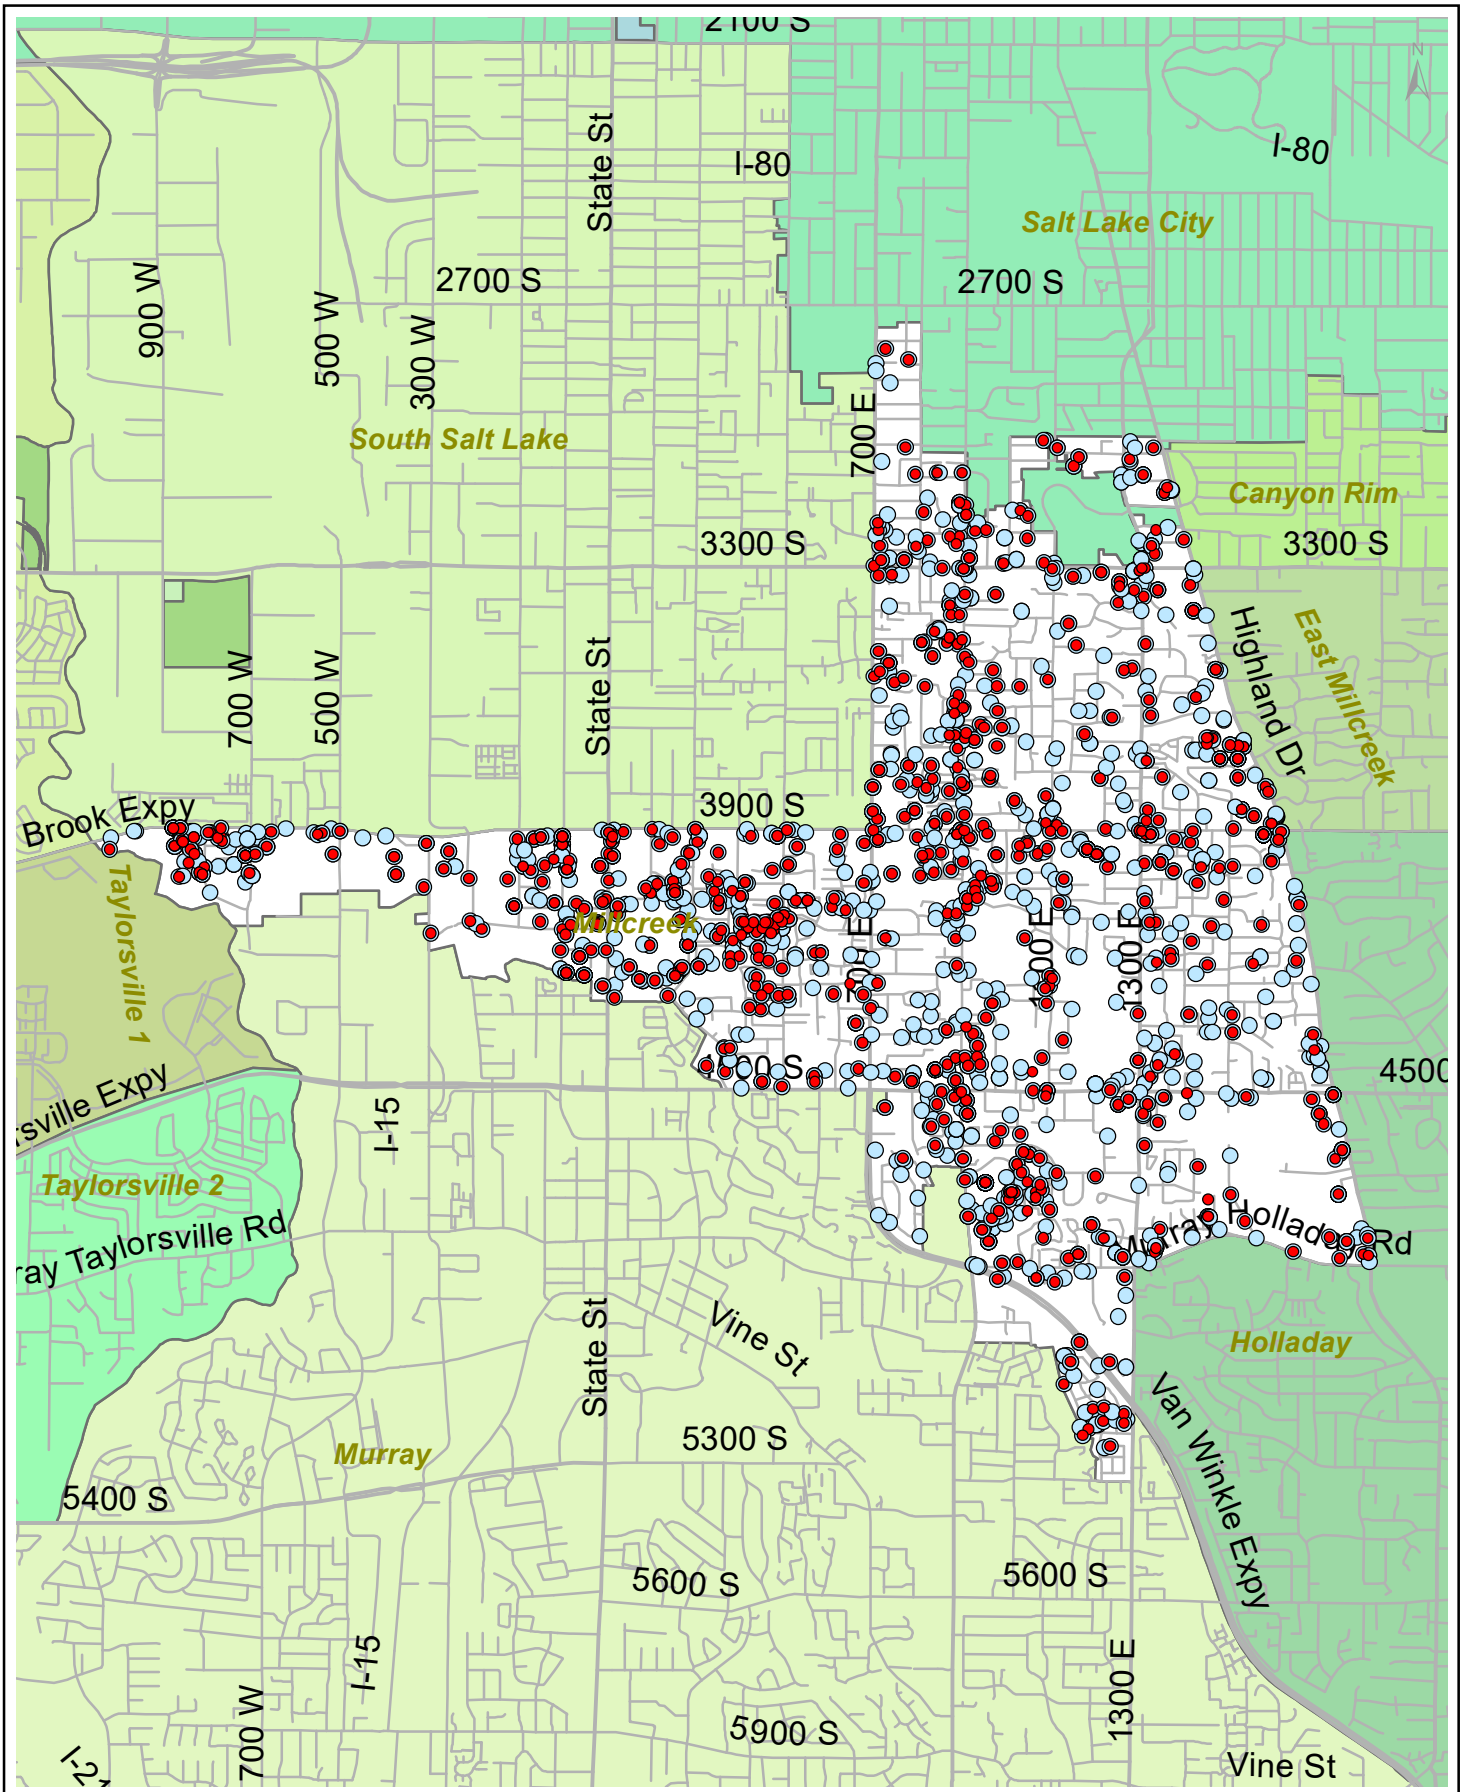 2100 S
N
I-80
I-80
State St
Salt Lake City
2700 S
2700 S
900 W
500 W
300 W
700 E
South Salt Lake
Canyon Rim
3300 S
3300 S
Highland Dr
East Millcreek
700 W
500 W
State St
3900 S
Brook Expy
Taylorsville 1
Millcreek
700 E
1300 E
4500 S
4500
rsville Expy
I-15
Taylorsville 2
ray Taylorsville Rd
Murray Holladay Rd
State St
Vine St
Holladay
Van Winkle Expy
5300 S
Murray
5400 S
5600 S
5600 S
I-15
1300 E
700 W
5900 S
I-21
Vine St